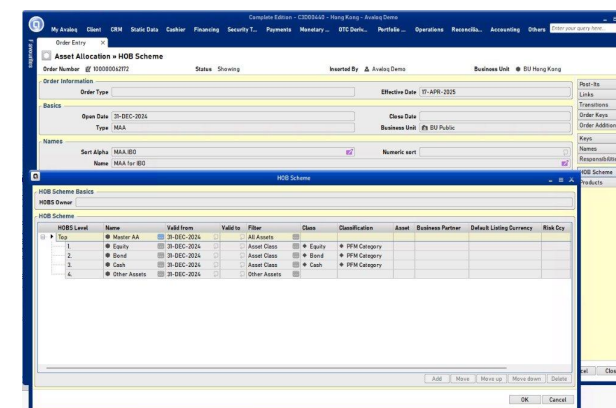 Complete Edition - C3D00445 - Hong Kong - Avaloq Demo
My Avaloq Client CRM Static Data Cashier Financing Security T... Payments Monetary ... OTC Deriv... Portfolio ... Operations Reconcilia... Accounting Others Enter your query here...
Favourites
Order Entry ×
Asset Allocation » HOB Scheme
Order Number 100080062172 Status Showing Inserted By Avaloq Demo Business Unit BU Hong Kong
Order Information
Order Type Effective Date 17-APR-2025
Basics
Open Date 31-DEC-2024 Close Date
Type MAA Business Unit BU Public
Names
Sort Alpha MAA.IBO Numeric sort
Name MAA for IBO
Post-Its
Links
Transitions
Order Keys
Order Addition
Keys
Names
Responsibilitie
HOB Scheme
Products
HOB Scheme
HOB Scheme Basics
HOBS Owner
HOB Scheme
HOBS Level Name Valid from Valid to Filter Class Classification Asset Business Partner Default Listing Currency Risk Ccy
Top Master AA 31-DEC-2024 All Assets
1. Equity 31-DEC-2024 Asset Class Equity PFM Category
2. Bond 31-DEC-2024 Asset Class Bond PFM Category
3. Cash 31-DEC-2024 Asset Class Cash PFM Category
4. Other Assets 31-DEC-2024 Other Assets
Add Move Move up Move down Delete
OK Cancel
cel Clos